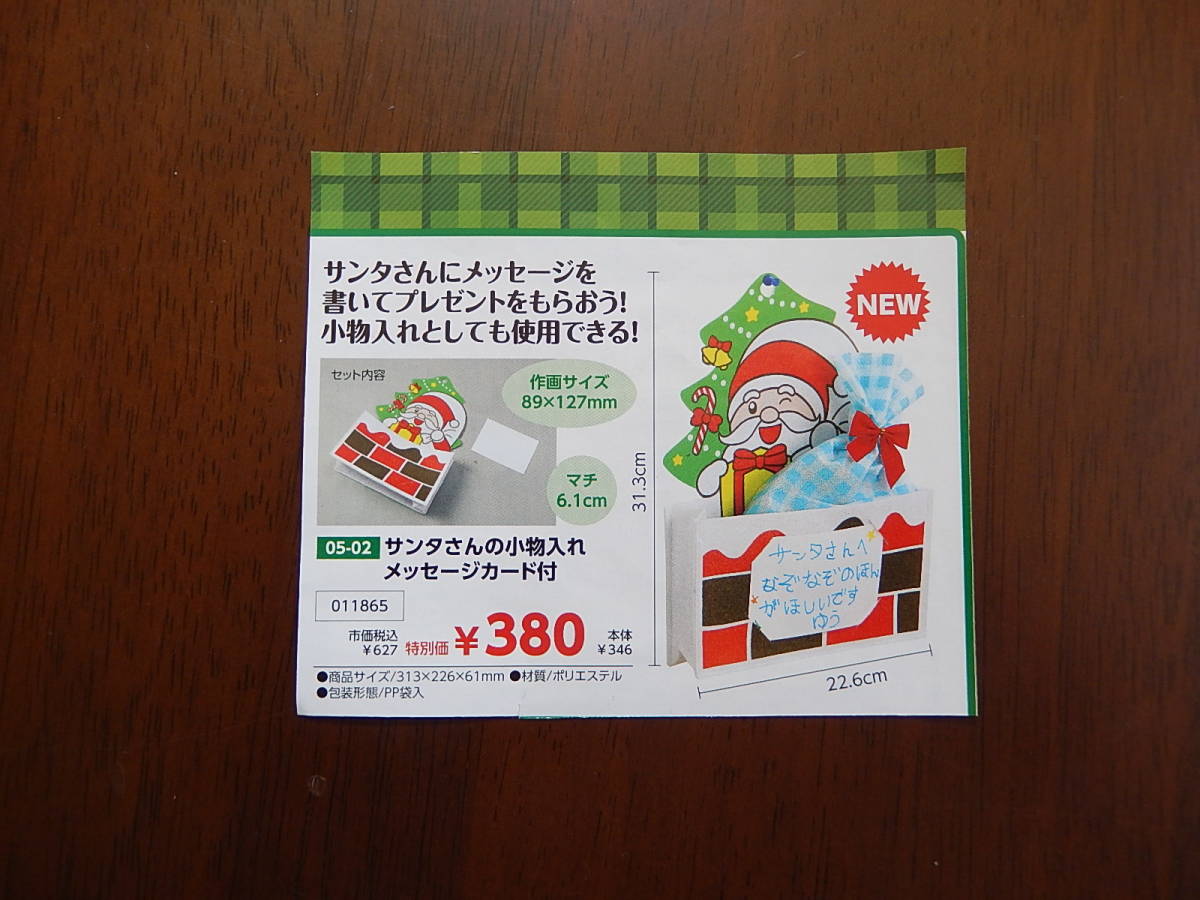 サンタさんにメッセージを
書いてプレゼントをもらおう!
小物入れとしても使用できる!
セット内容
作画サイズ
89×127mm
マチ
6.1cm
05-02 サンタさんの小物入れ
メッセージカード付
011865
市価税込
¥627
特別価 ¥380
本体
¥346
●商品サイズ/313×226×61mm ●材質/ポリエステル
●包装形態/PP袋入
NEW
31.3cm
サンタさんへ
なぞなぞのほん
がほしいです
ゆう
22.6cm